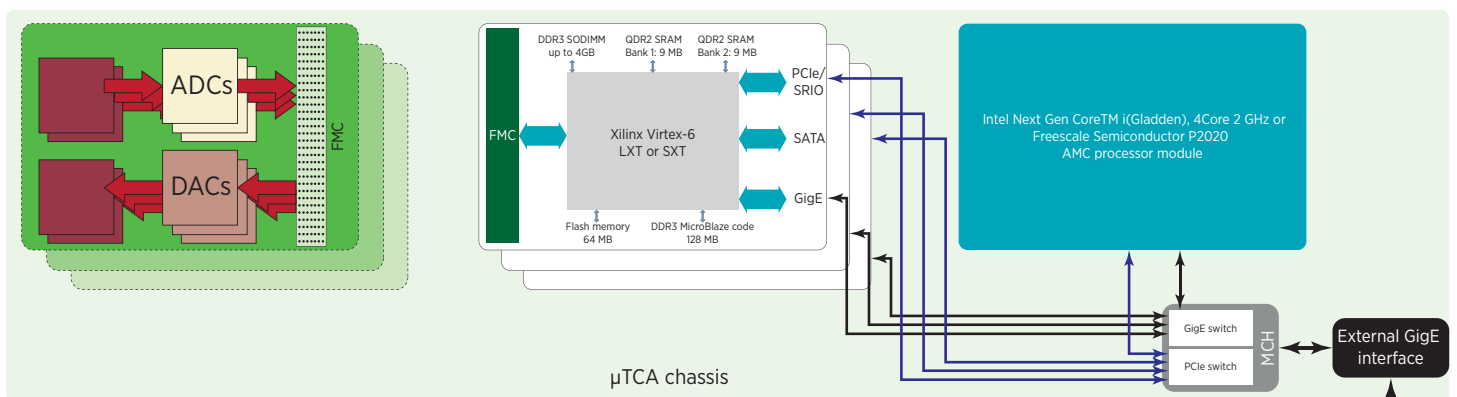 ADCs
DACs
FMC
DDR3 SODIMM
up to 4GB
QDR2 SRAM
Bank 1: 9 MB
QDR2 SRAM
Bank 2: 9 MB
FMC
Xilinx Virtex-6
LXT or SXT
PCIe/
SRIO
SATA
GigE
Flash memory
64 MB
DDR3 MicroBlaze code
128 MB
Intel Next Gen CoreTM i(Gladden), 4Core 2 GHz or
Freescale Semiconductor P2020
AMC processor module
GigE switch
PCIe switch
MCH
External GigE
interface
µTCA chassis